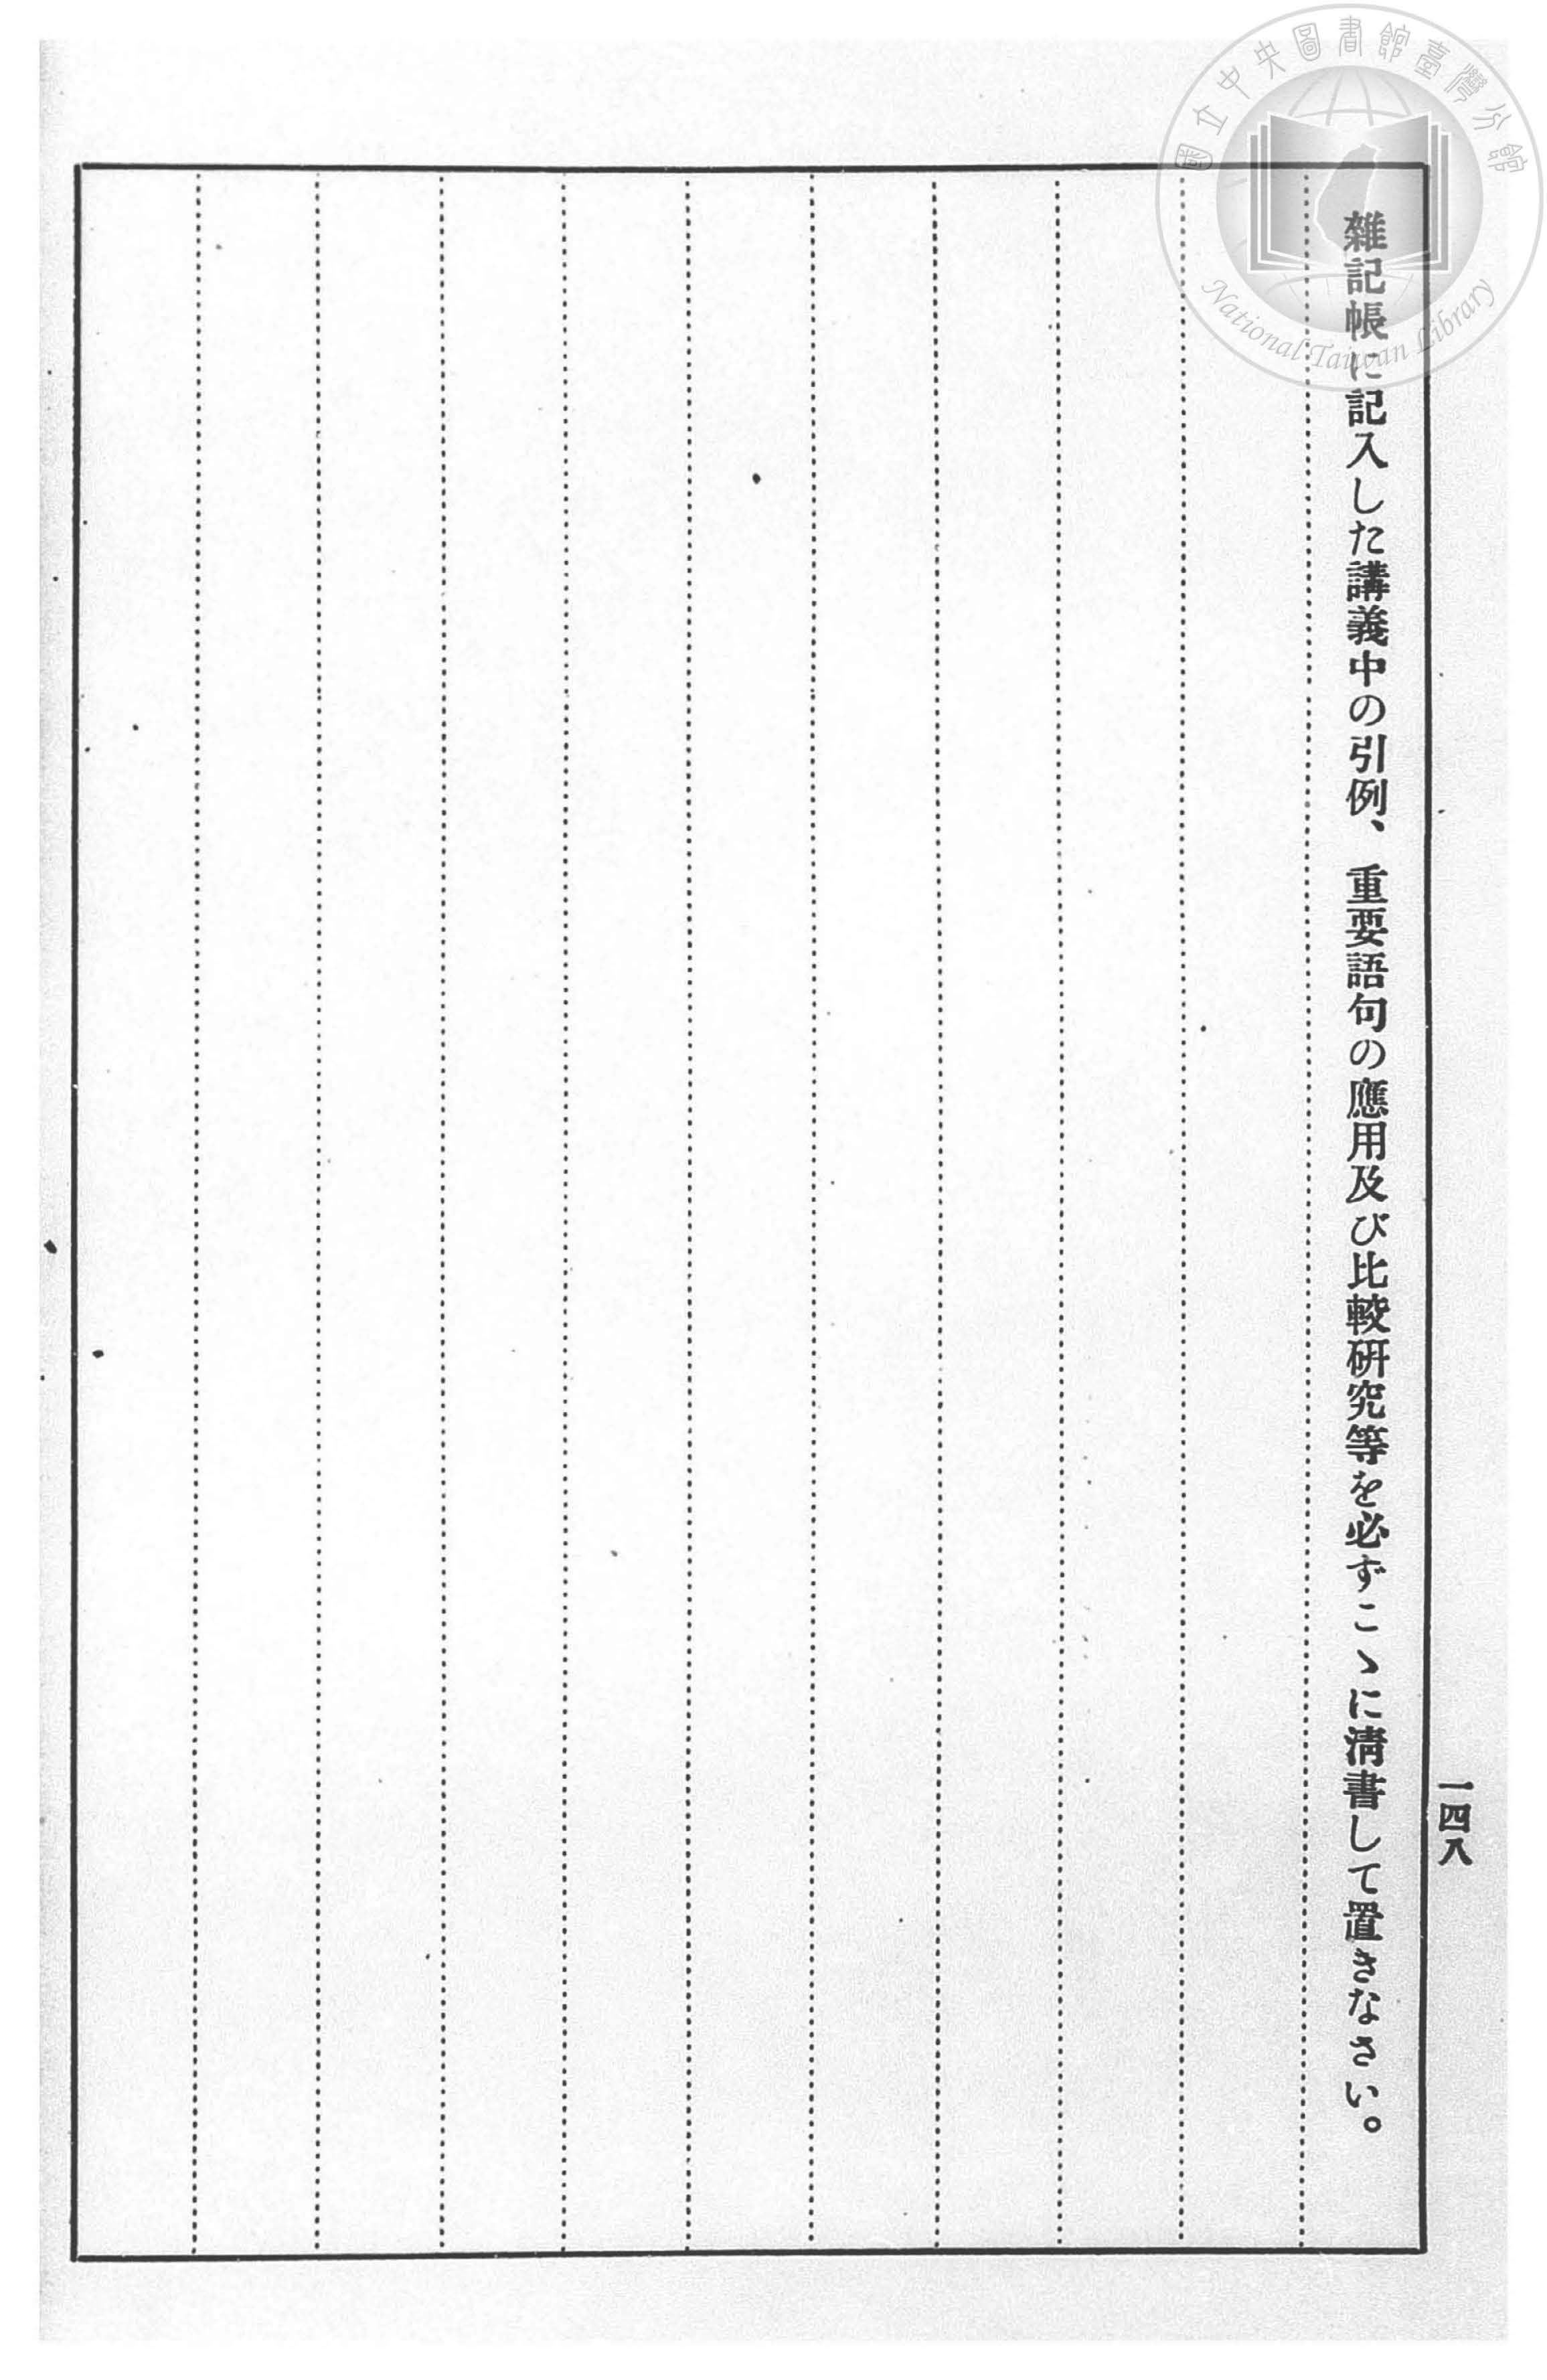 雜記帳に記入した講義中の引例、重要語句の應用及び比較研究等を必ずこゝに淸書して置きなさい。
一四八
國立中央圖書館臺灣分館
National Taiwan Library